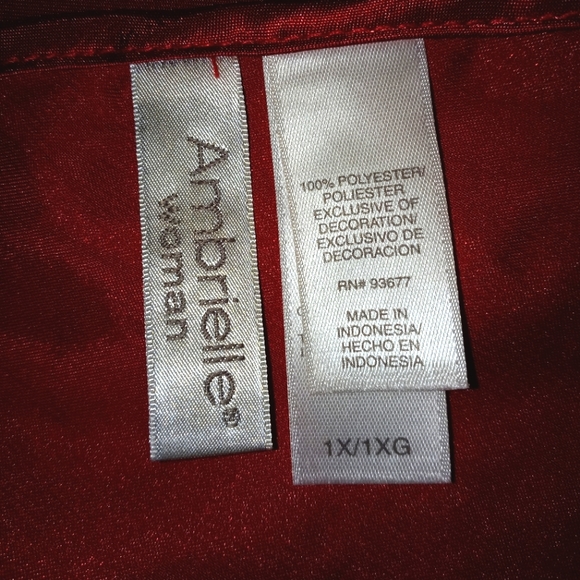 Ambrielle®
woman
100% POLYESTER/
POLIESTER
EXCLUSIVE OF
DECORATION/
EXCLUSIVO DE
DECORACION
RN# 93677
MADE IN
INDONESIA/
HECHO EN
INDONESIA
1X/1XG